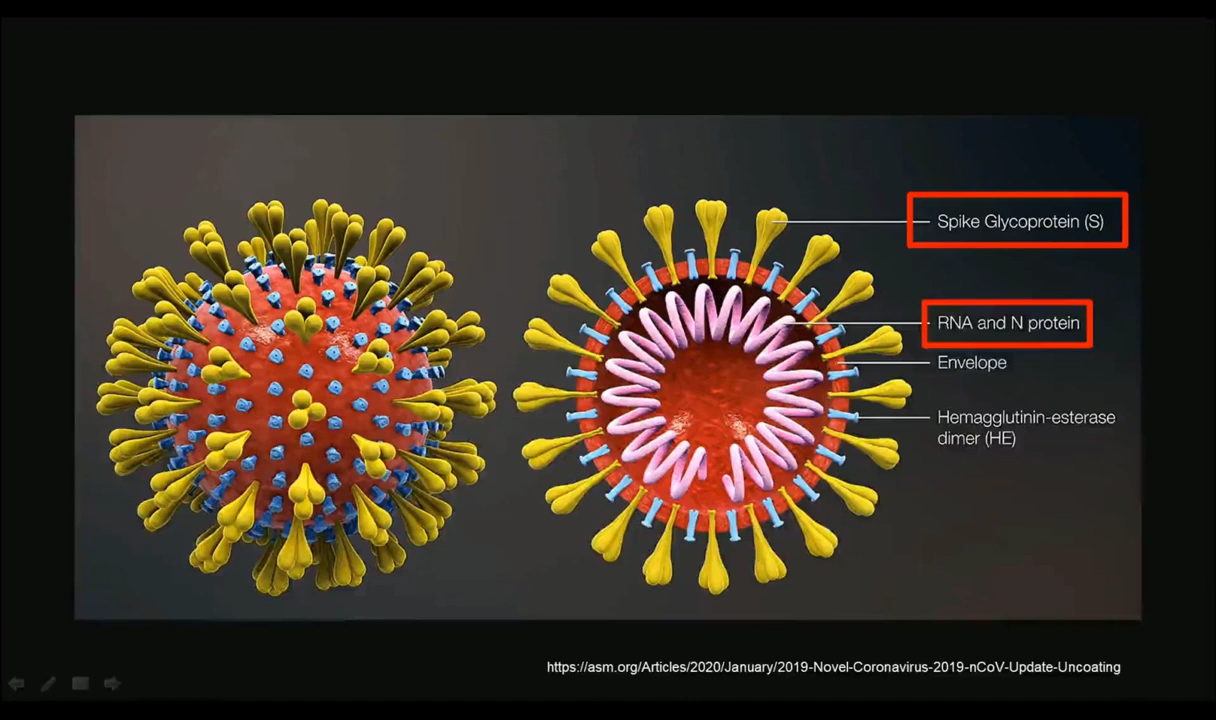 Spike Glycoprotein (S)
RNA and N protein
Envelope
Hemagglutinin-esterase
dimer (HE)
https://asm.org/Articles/2020/January/2019-Novel-Coronavirus-2019-nCoV-Update-Uncoating